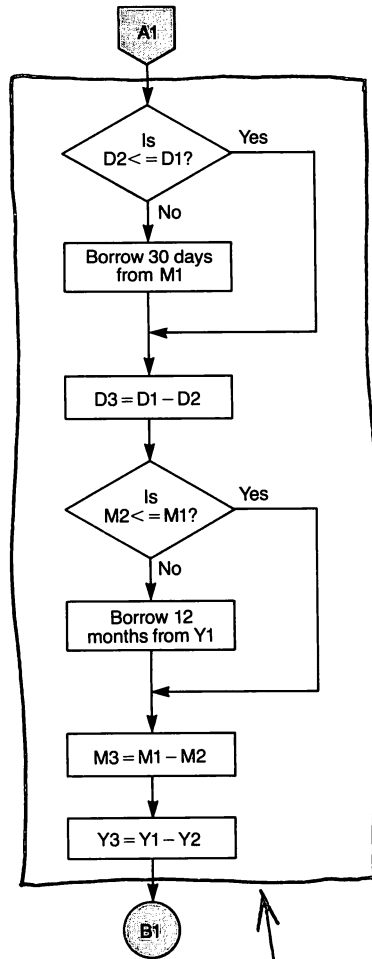 A1
Is
D2<=D1?
Yes
No
Borrow 30 days
from M1
D3=D1−D2
Is
M2<=M1?
Yes
No
Borrow 12
months from Y1
M3=M1−M2
Y3=Y1−Y2
B1